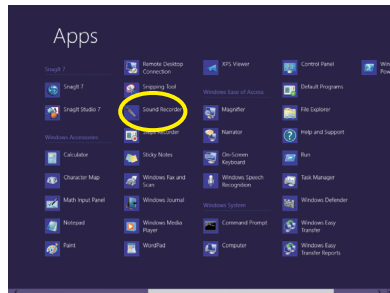 Apps
SnagIt 7
SnagIt 7
SnagIt Studio 7
Windows Accessories
Calculator
Character Map
Math Input Panel
Notepad
Paint
Remote Desktop
Connection
Snipping Tool
Sound Recorder
Steps Recorder
Sticky Notes
Windows Fax and
Scan
Windows Journal
Windows Media
Player
WordPad
XPS Viewer
Windows Ease of Access
Magnifier
Narrator
On-Screen
Keyboard
Windows Speech
Recognition
Windows System
Command Prompt
Computer
Control Panel
Default Programs
File Explorer
Help and Support
Run
Task Manager
Windows Defender
Windows Easy
Transfer
Windows Easy
Transfer Reports
Win
Pow